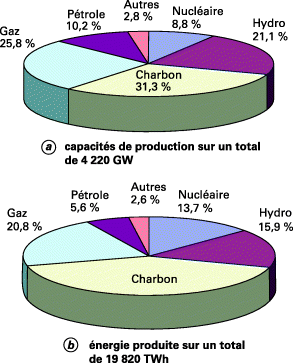 Autres
2,8 %
Nucléaire
8,8 %
Pétrole
10,2 %
Gaz
25,8 %
Hydro
21,1 %
Charbon
31,3 %
a capacités de production sur un total
de 4 220 GW
Autres
2,6 %
Nucléaire
13,7 %
Pétrole
5,6 %
Gaz
20,8 %
Hydro
15,9 %
Charbon
b énergie produite sur un total
de 19 820 TWh